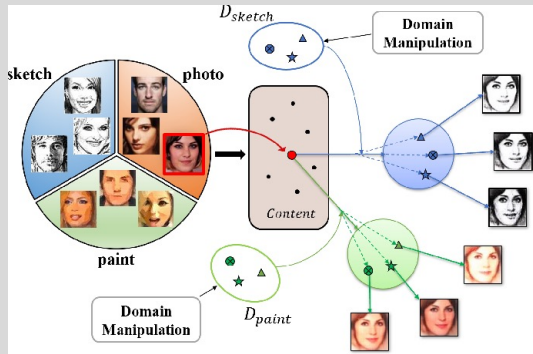 D_sketch
Domain
Manipulation
sketch
photo
paint
Content
D_paint
Domain
Manipulation